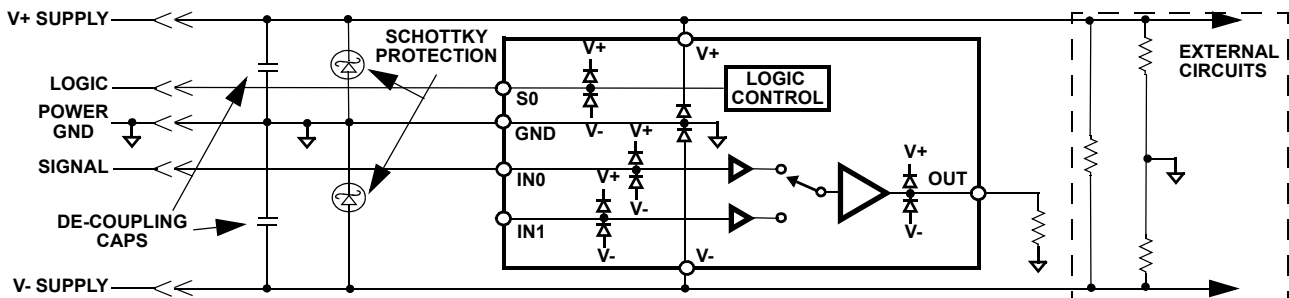 V+ SUPPLY
LOGIC
POWER
GND
SIGNAL
DE-COUPLING
CAPS
V- SUPPLY
SCHOTTKY
PROTECTION
V+
V+
S0
LOGIC
CONTROL
V-
GND
V+
IN0
V+
V-
IN1
V-
V+
OUT
V-
V-
EXTERNAL
CIRCUITS